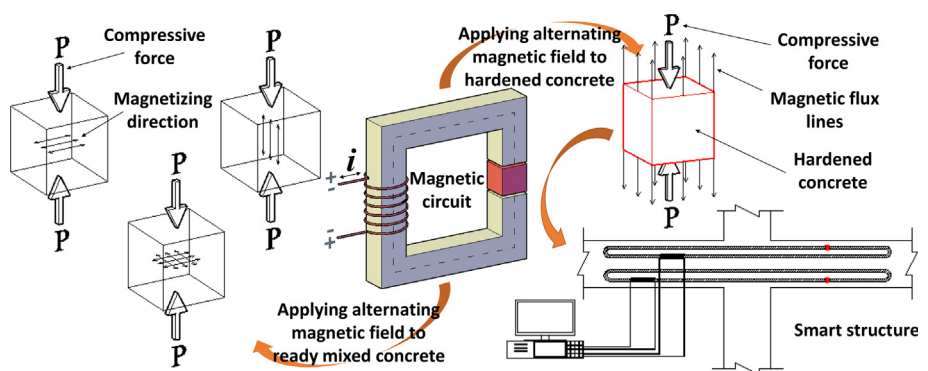 P
Compressive
force
Magnetizing
direction
P
P
P
P
P
Applying alternating
magnetic field to
hardened concrete
i
+
-
Magnetic
circuit
+
-
Applying alternating
magnetic field to
ready mixed concrete
P
Compressive
force
Magnetic flux
lines
Hardened
concrete
P
Smart structure